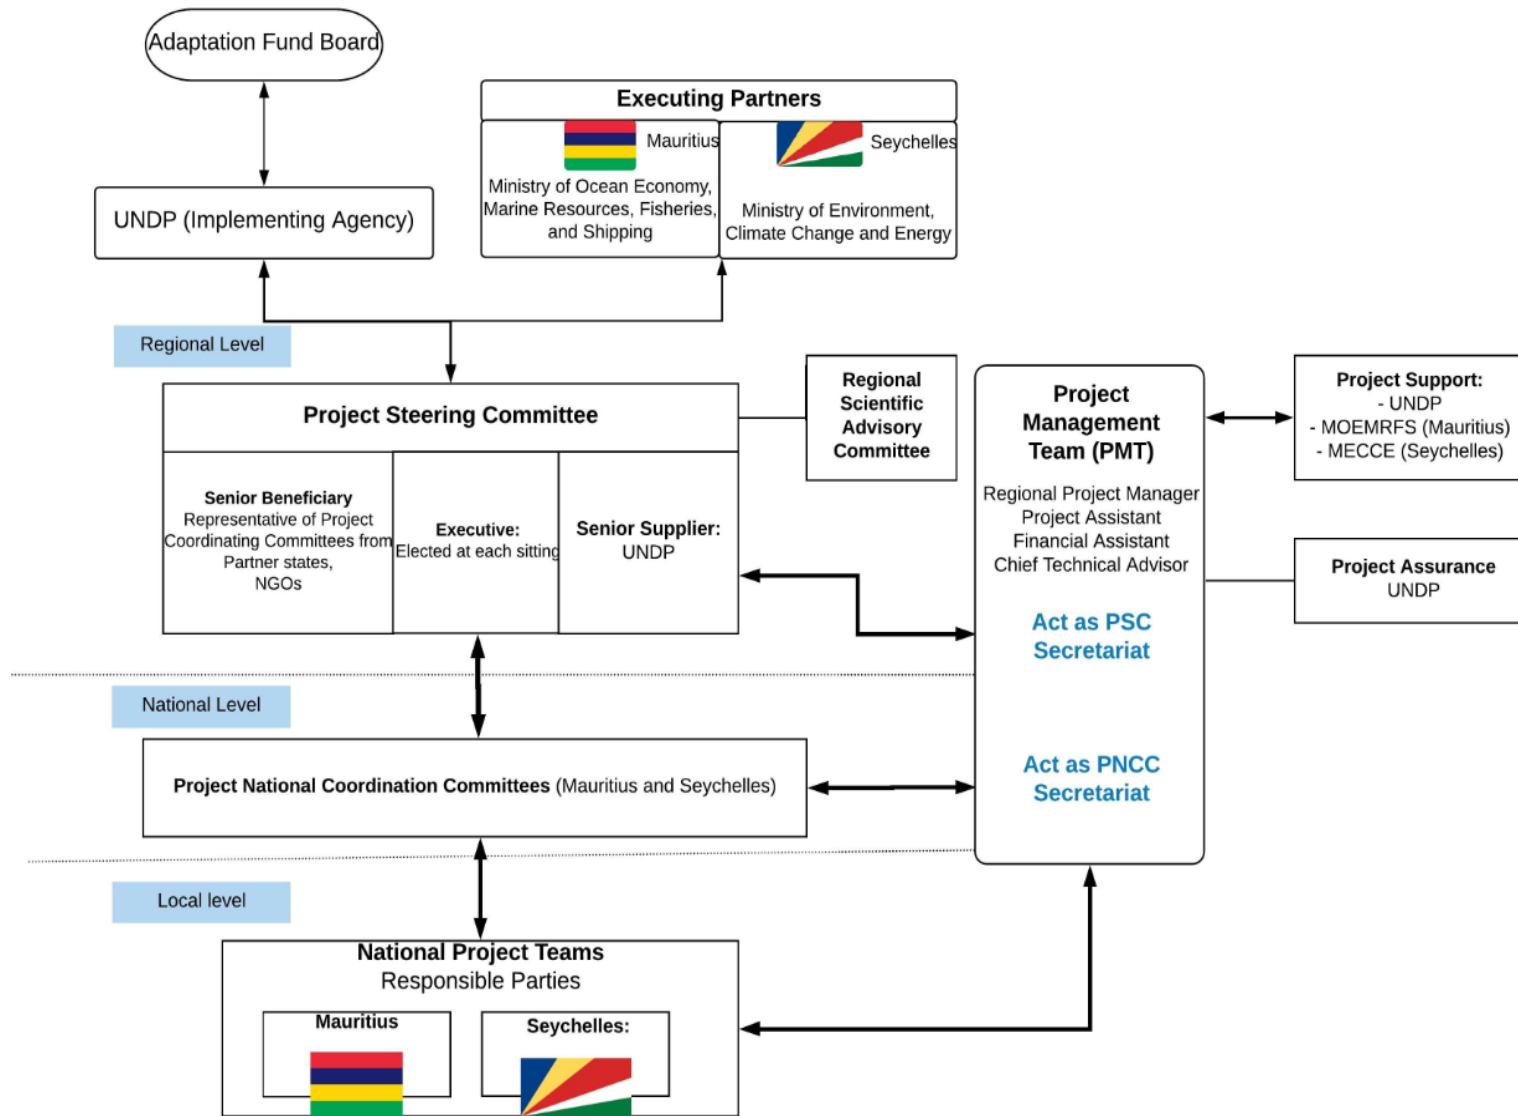 Adaptation Fund Board
Executing Partners
Mauritius
Seychelles
Ministry of Ocean Economy,
Marine Resources, Fisheries,
and Shipping
Ministry of Environment,
Climate Change and Energy
UNDP (Implementing Agency)
Regional Level
Project Steering Committee
Senior Beneficiary
Representative of Project
Coordinating Committees from
Partner states,
NGOs
Executive:
Elected at each sitting
Senior Supplier:
UNDP
Regional
Scientific
Advisory
Committee
Project
Management
Team (PMT)
Regional Project Manager
Project Assistant
Financial Assistant
Chief Technical Advisor
Act as PSC
Secretariat
Act as PNCC
Secretariat
Project Support:
- UNDP
- MOEMRFS (Mauritius)
- MECCE (Seychelles)
Project Assurance
UNDP
National Level
Project National Coordination Committees (Mauritius and Seychelles)
Local level
National Project Teams
Responsible Parties
Mauritius
Seychelles: